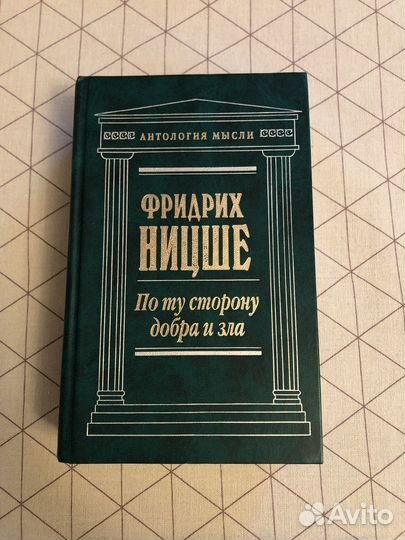 АНТОЛОГИЯ МЫСЛИ
ФРИДРИХ
НИЦШЕ
По ту сторону
добра и зла
Avito